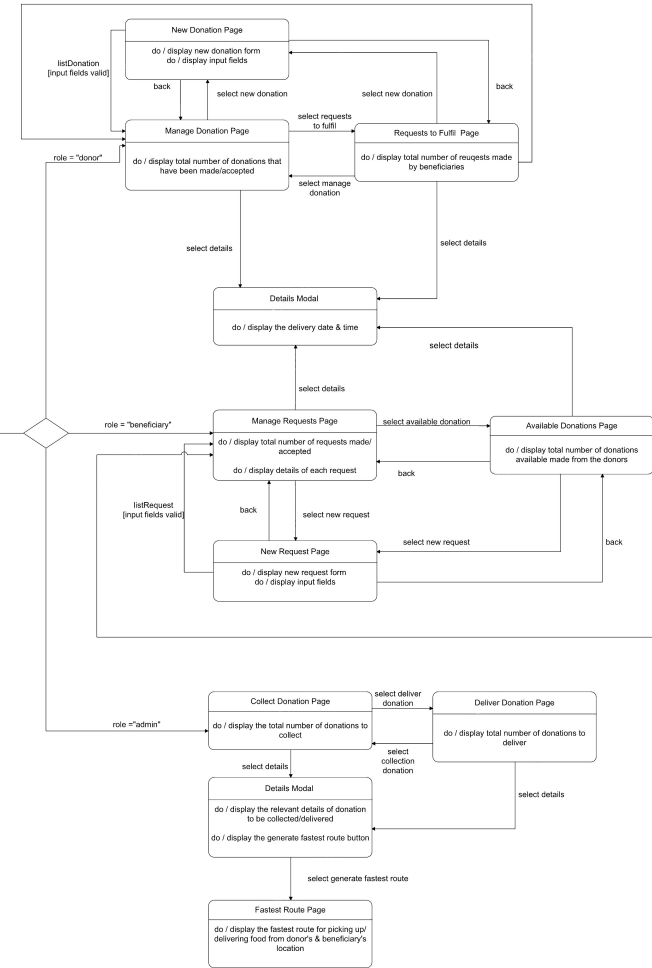 New Donation Page
do / display new donation form
do / display input fields
listDonation
[input fields valid]
back
select new donation
select new donation
back
select requests
to fulfil
Manage Donation Page
do / display total number of donations that
have been made/accepted
Requests to Fulfil  Page
do / display total number of reuqests made
by beneficiaries
role = "donor"
select manage
donation
select details
select details
Details Modal
do / display the delivery date & time
select details
select details
role = "beneficiary"
Manage Requests Page
do / display total number of requests made/
accepted
do / display details of each request
select available donation
Available Donations Page
do / display total number of donations
available made from the donors
back
listRequest
[input fields valid]
back
select new request
select new request
back
New Request Page
do / display new request form
do / display input fields
role ="admin"
Collect Donation Page
do / display the total number of donations to
collect
select deliver
donation
Deliver Donation Page
do / display total number of donations to
deliver
select
collection
donation
select details
select details
Details Modal
do / display the relevant details of donation
to be collected/delivered
do / display the generate fastest route button
select generate fastest route
Fastest Route Page
do / display the fastest route for picking up/
delivering food from donor's & beneficiary's
location